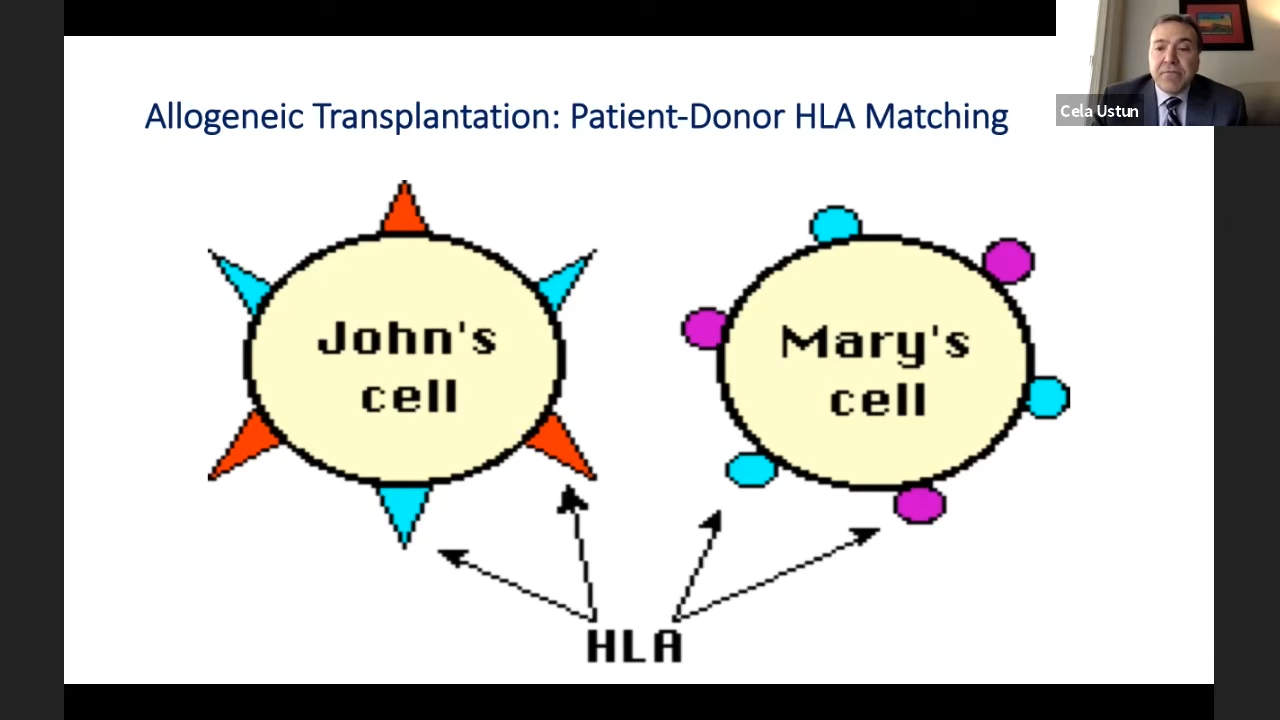 Cela Ustun
Allogeneic Transplantation: Patient-Donor HLA Matching
John's
cell
Mary's
cell
HLA